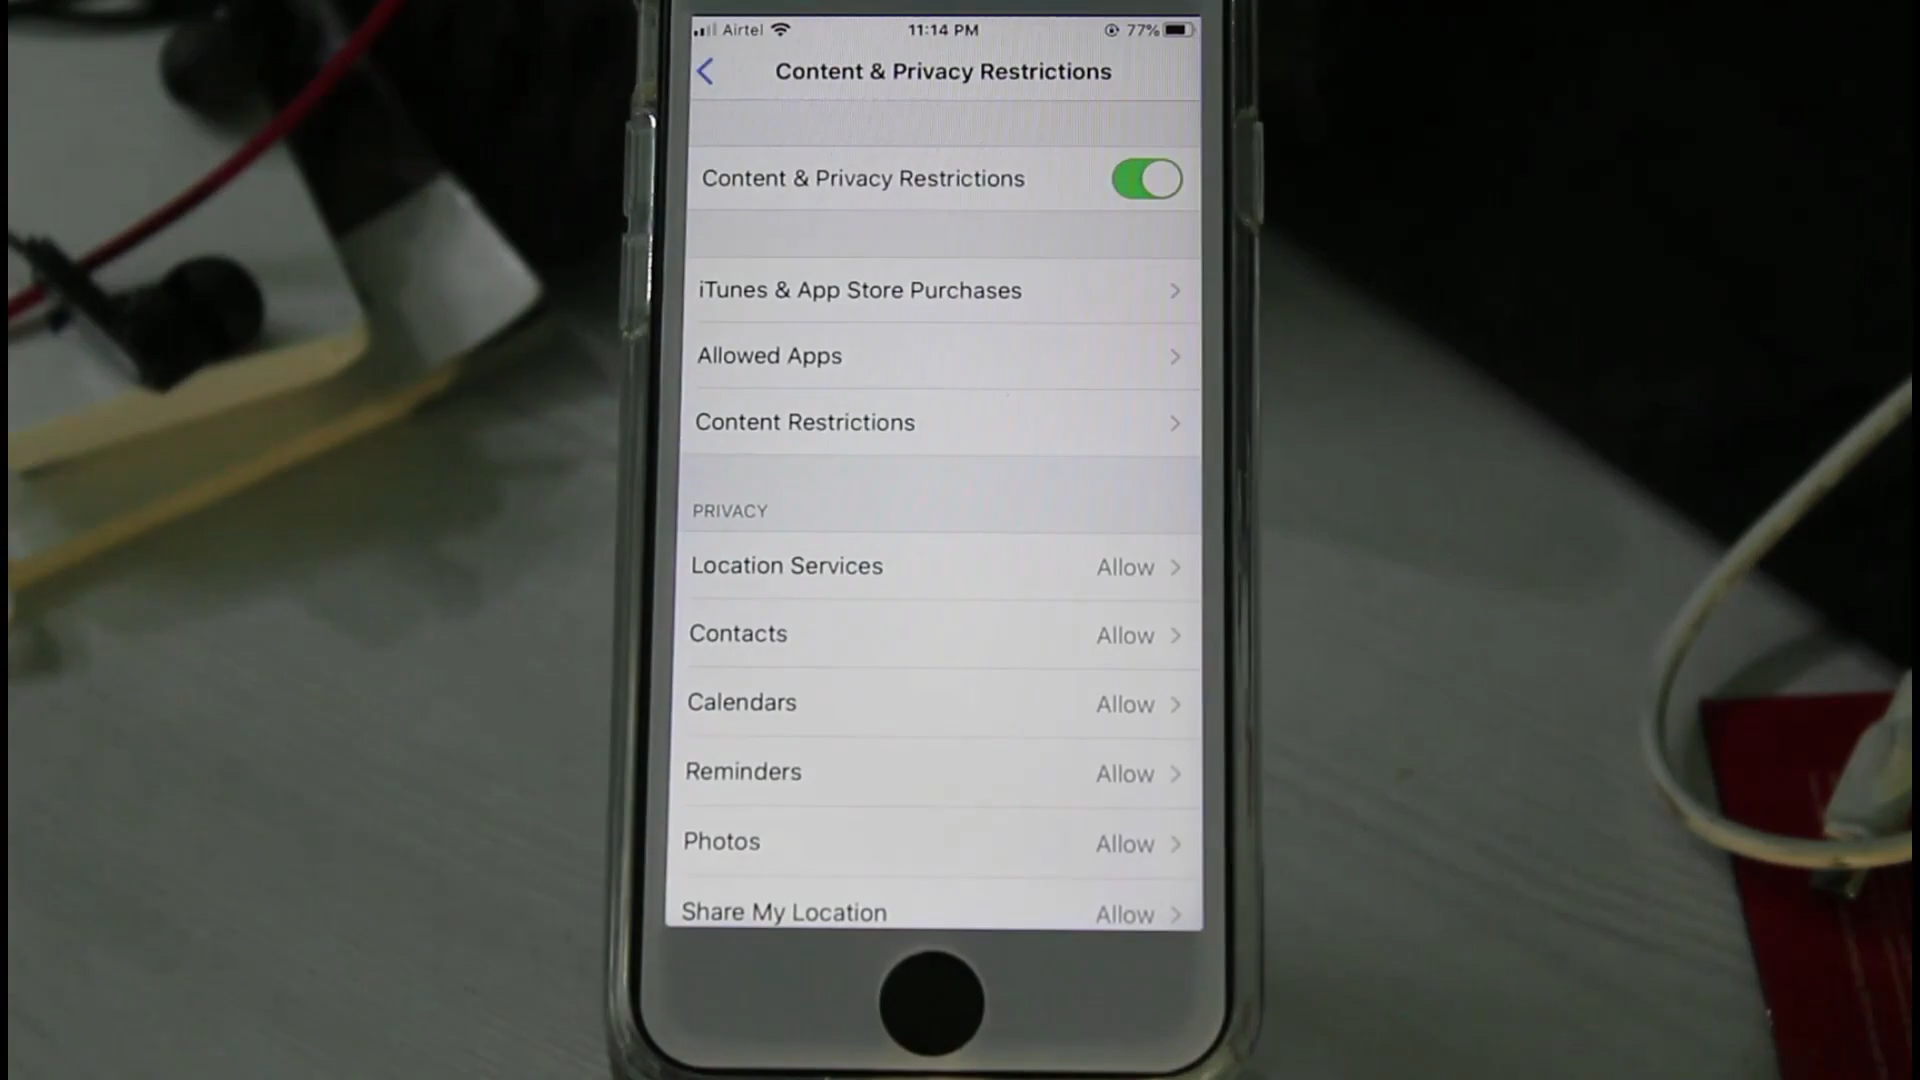 Airtel 11:14 PM 77%
Content & Privacy Restrictions
Content & Privacy Restrictions
iTunes & App Store Purchases
Allowed Apps
Content Restrictions
PRIVACY
Location Services Allow
Contacts Allow
Calendars Allow
Reminders Allow
Photos Allow
Share My Location Allow